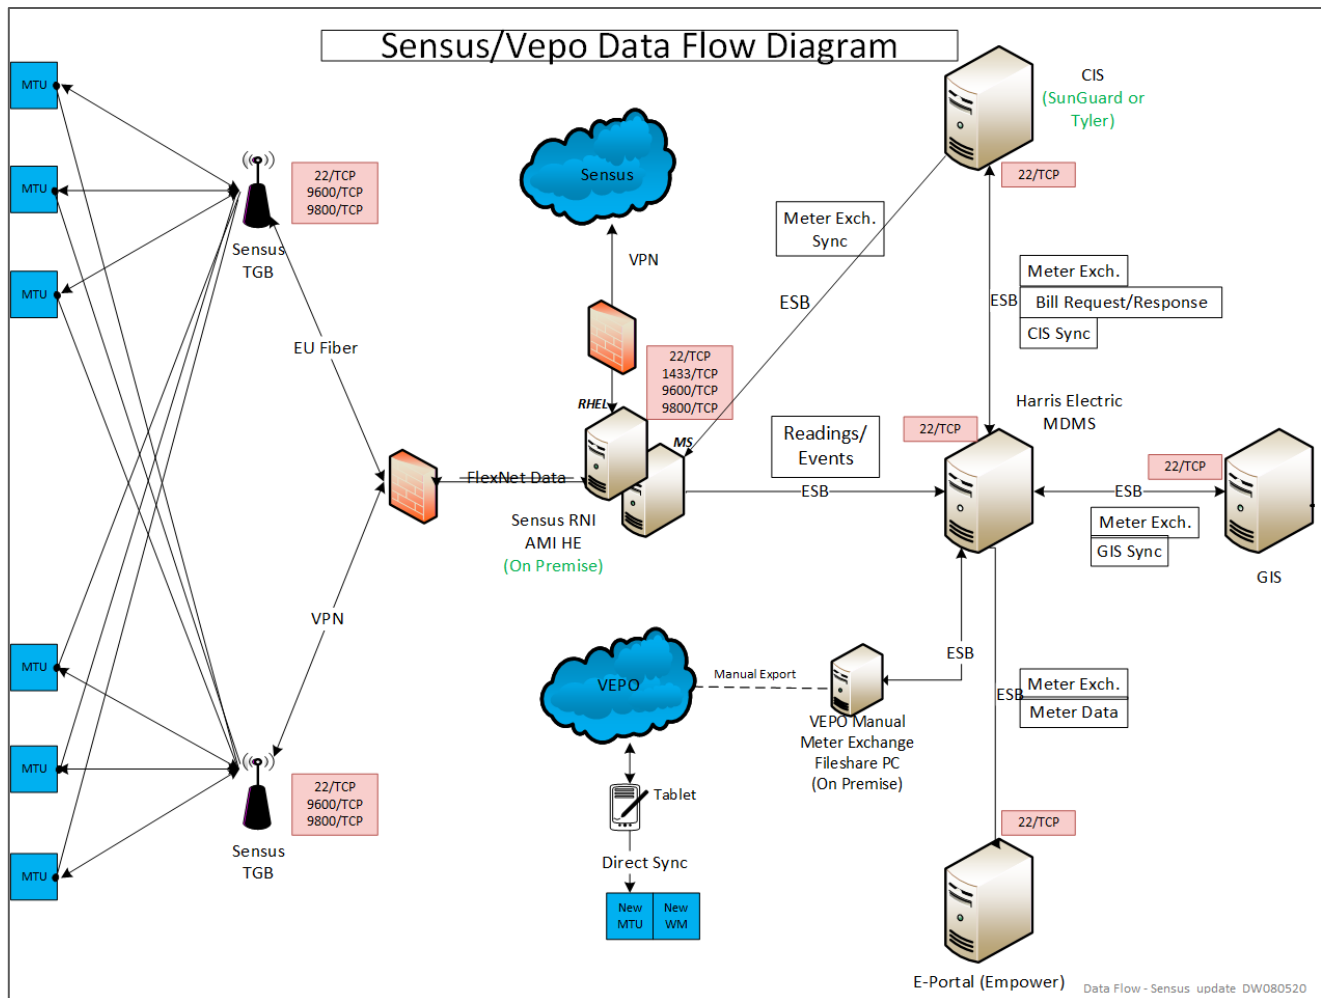 Sensus/Vepo Data Flow Diagram
MTU
MTU
MTU
22/TCP
9600/TCP
9800/TCP
Sensus
TGB
EU Fiber
Sensus
VPN
CIS
(SunGuard or
Tyler)
22/TCP
Meter Exch.
Sync
ESB
ESB
Meter Exch.
Bill Request/Response
CIS Sync
22/TCP
1433/TCP
9600/TCP
9800/TCP
RHEL
MS
FlexNet Data
Sensus RNI
AMI HE
(On Premise)
Readings/
Events
ESB
Harris Electric
MDMS
22/TCP
22/TCP
ESB
Meter Exch.
GIS Sync
GIS
VPN
MTU
MTU
MTU
22/TCP
9600/TCP
9800/TCP
Sensus
TGB
VEPO
Manual Export
VEPO Manual
Meter Exchange
Fileshare PC
(On Premise)
ESB
ESB
Meter Exch.
Meter Data
Tablet
Direct Sync
New
MTU
New
WM
22/TCP
E-Portal (Empower)
Data Flow - Sensus update DW080520